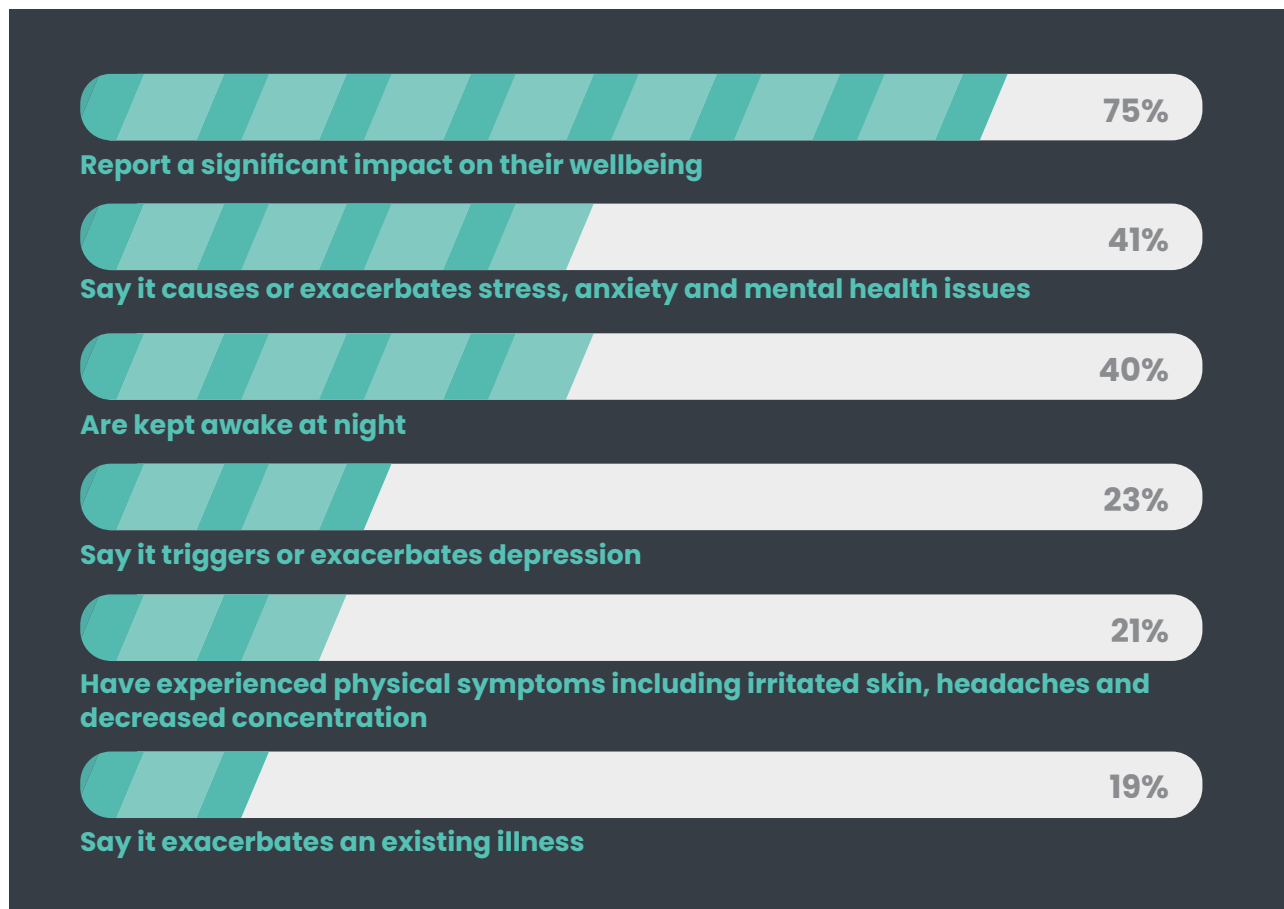 75%
Report a significant impact on their wellbeing
41%
Say it causes or exacerbates stress, anxiety and mental health issues
40%
Are kept awake at night
23%
Say it triggers or exacerbates depression
21%
Have experienced physical symptoms including irritated skin, headaches and
decreased concentration
19%
Say it exacerbates an existing illness